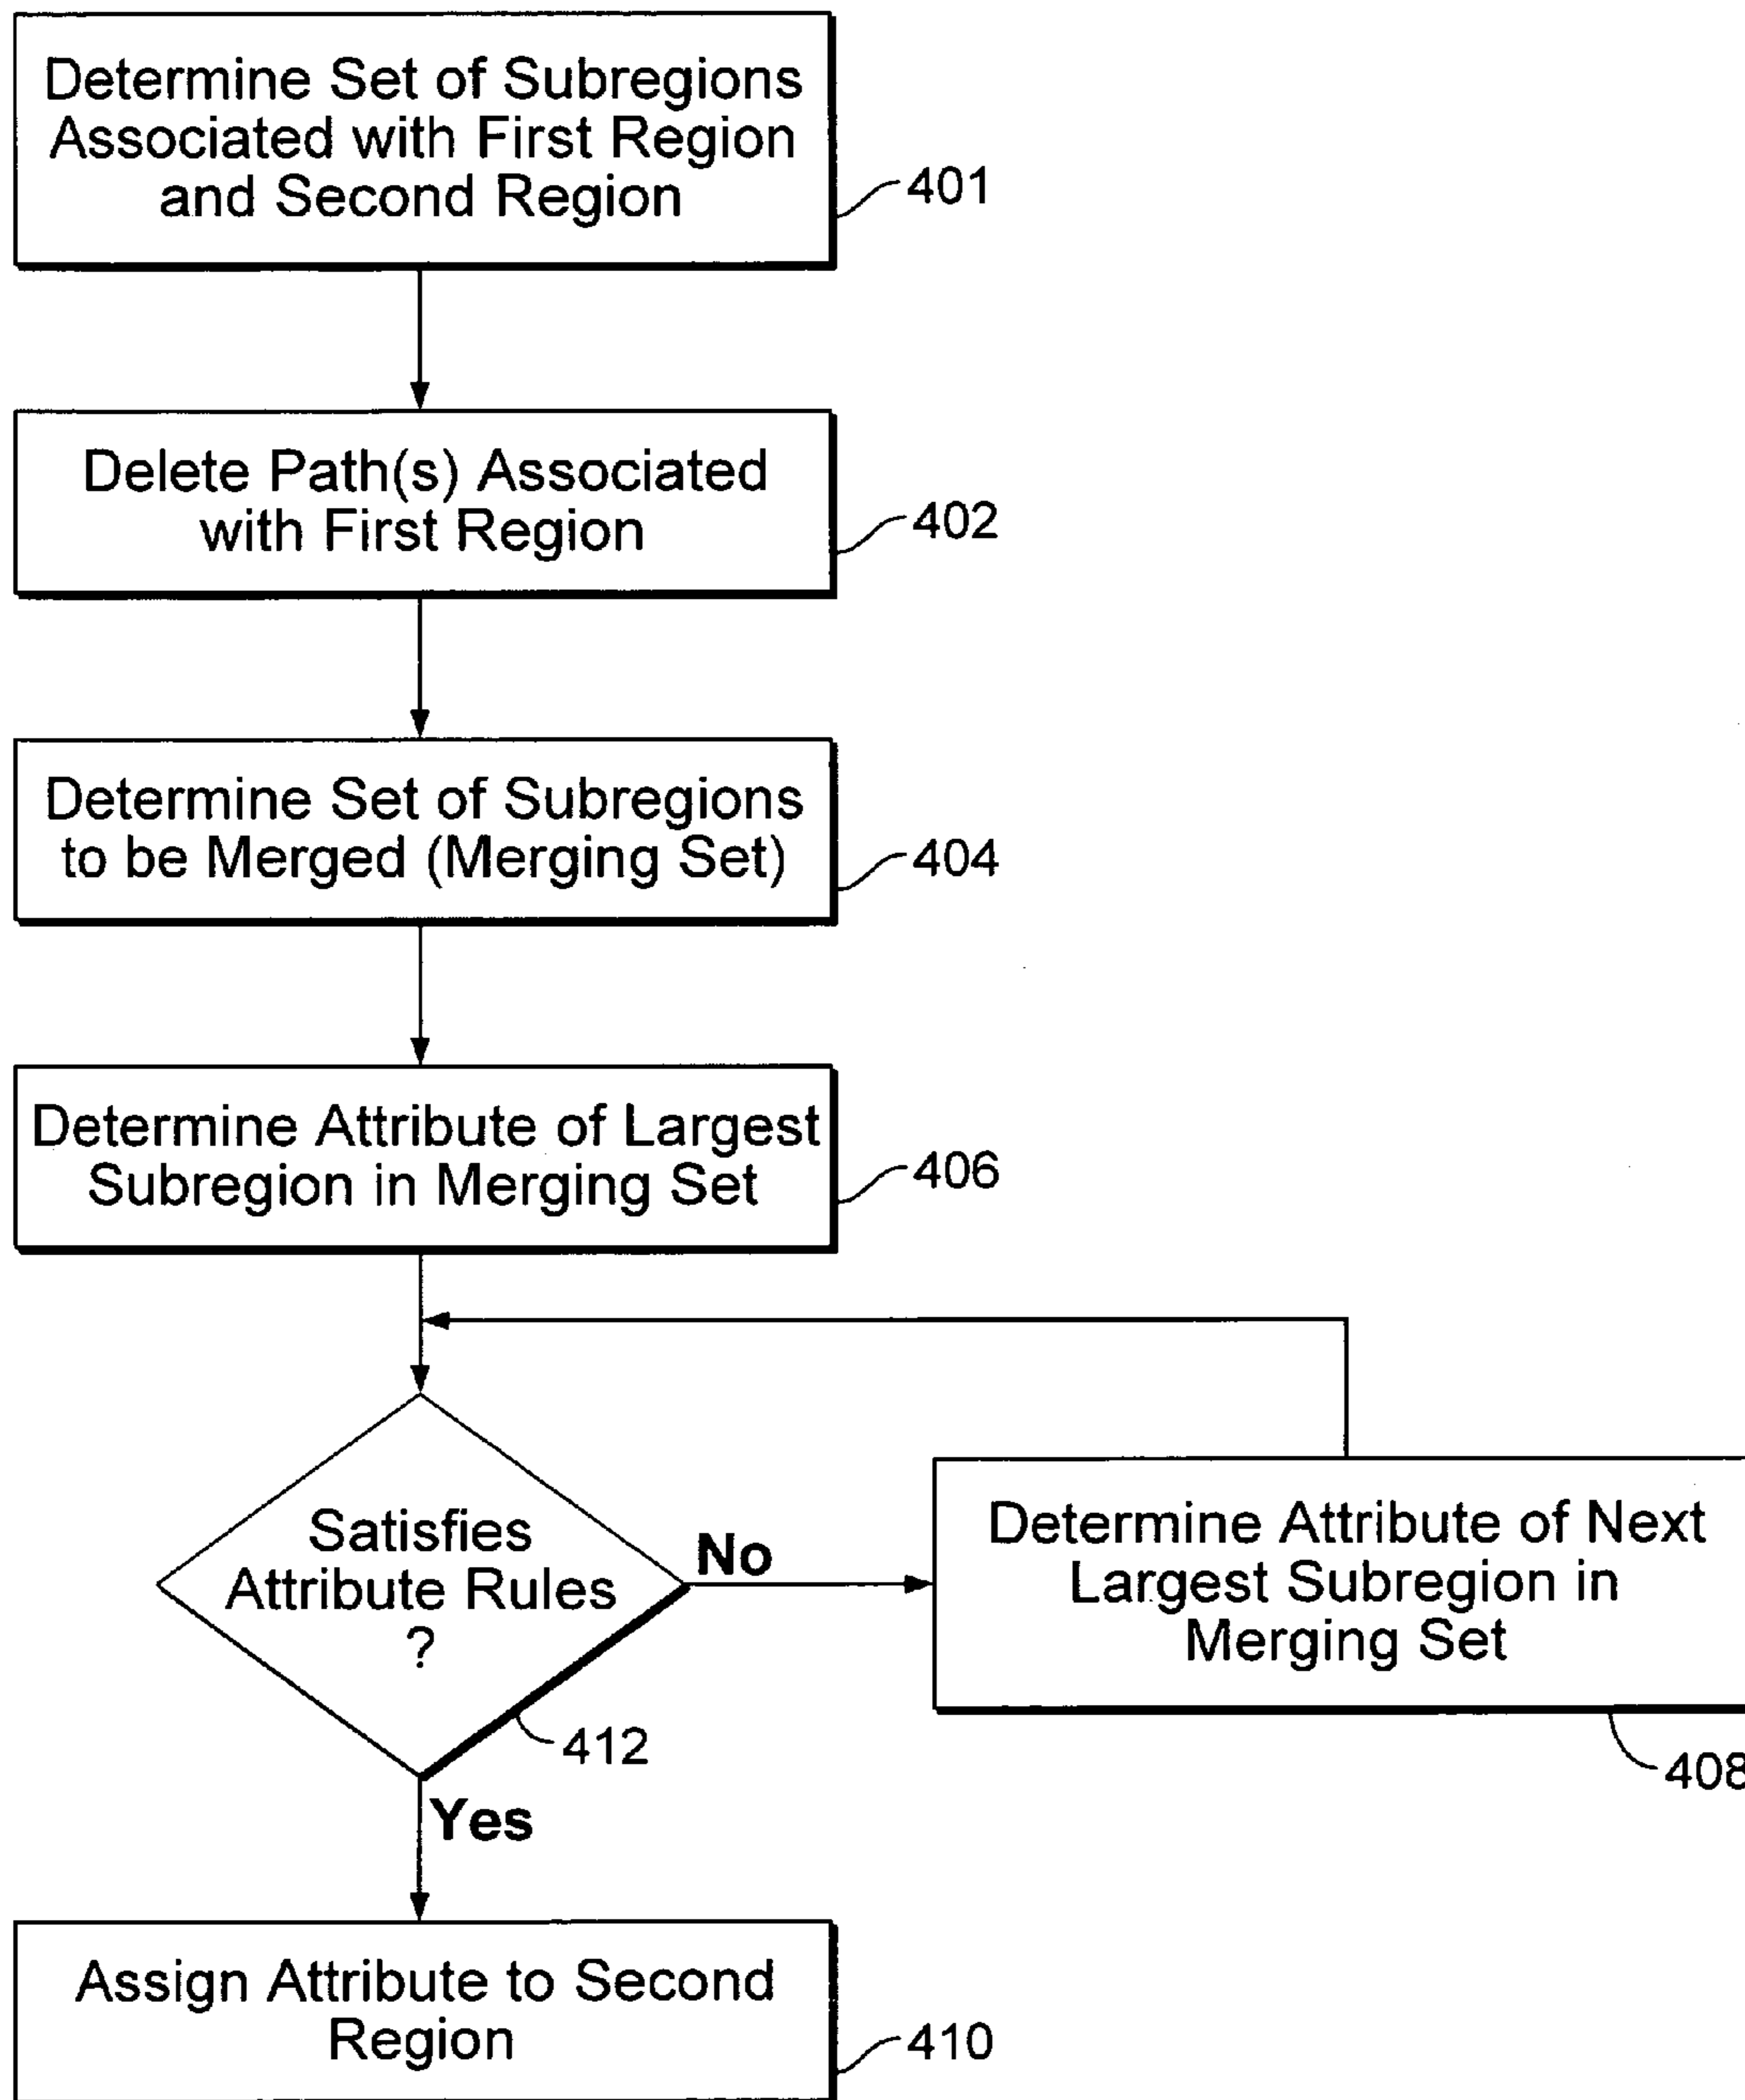 Determine Set of Subregions
Associated with First Region
and Second Region
401
Delete Path(s) Associated
with First Region
402
Determine Set of Subregions
to be Merged (Merging Set)
404
Determine Attribute of Largest
Subregion in Merging Set
406
Satisfies
Attribute Rules
?
No
412
Determine Attribute of Next
Largest Subregion in
Merging Set
408
Yes
Assign Attribute to Second
Region
410